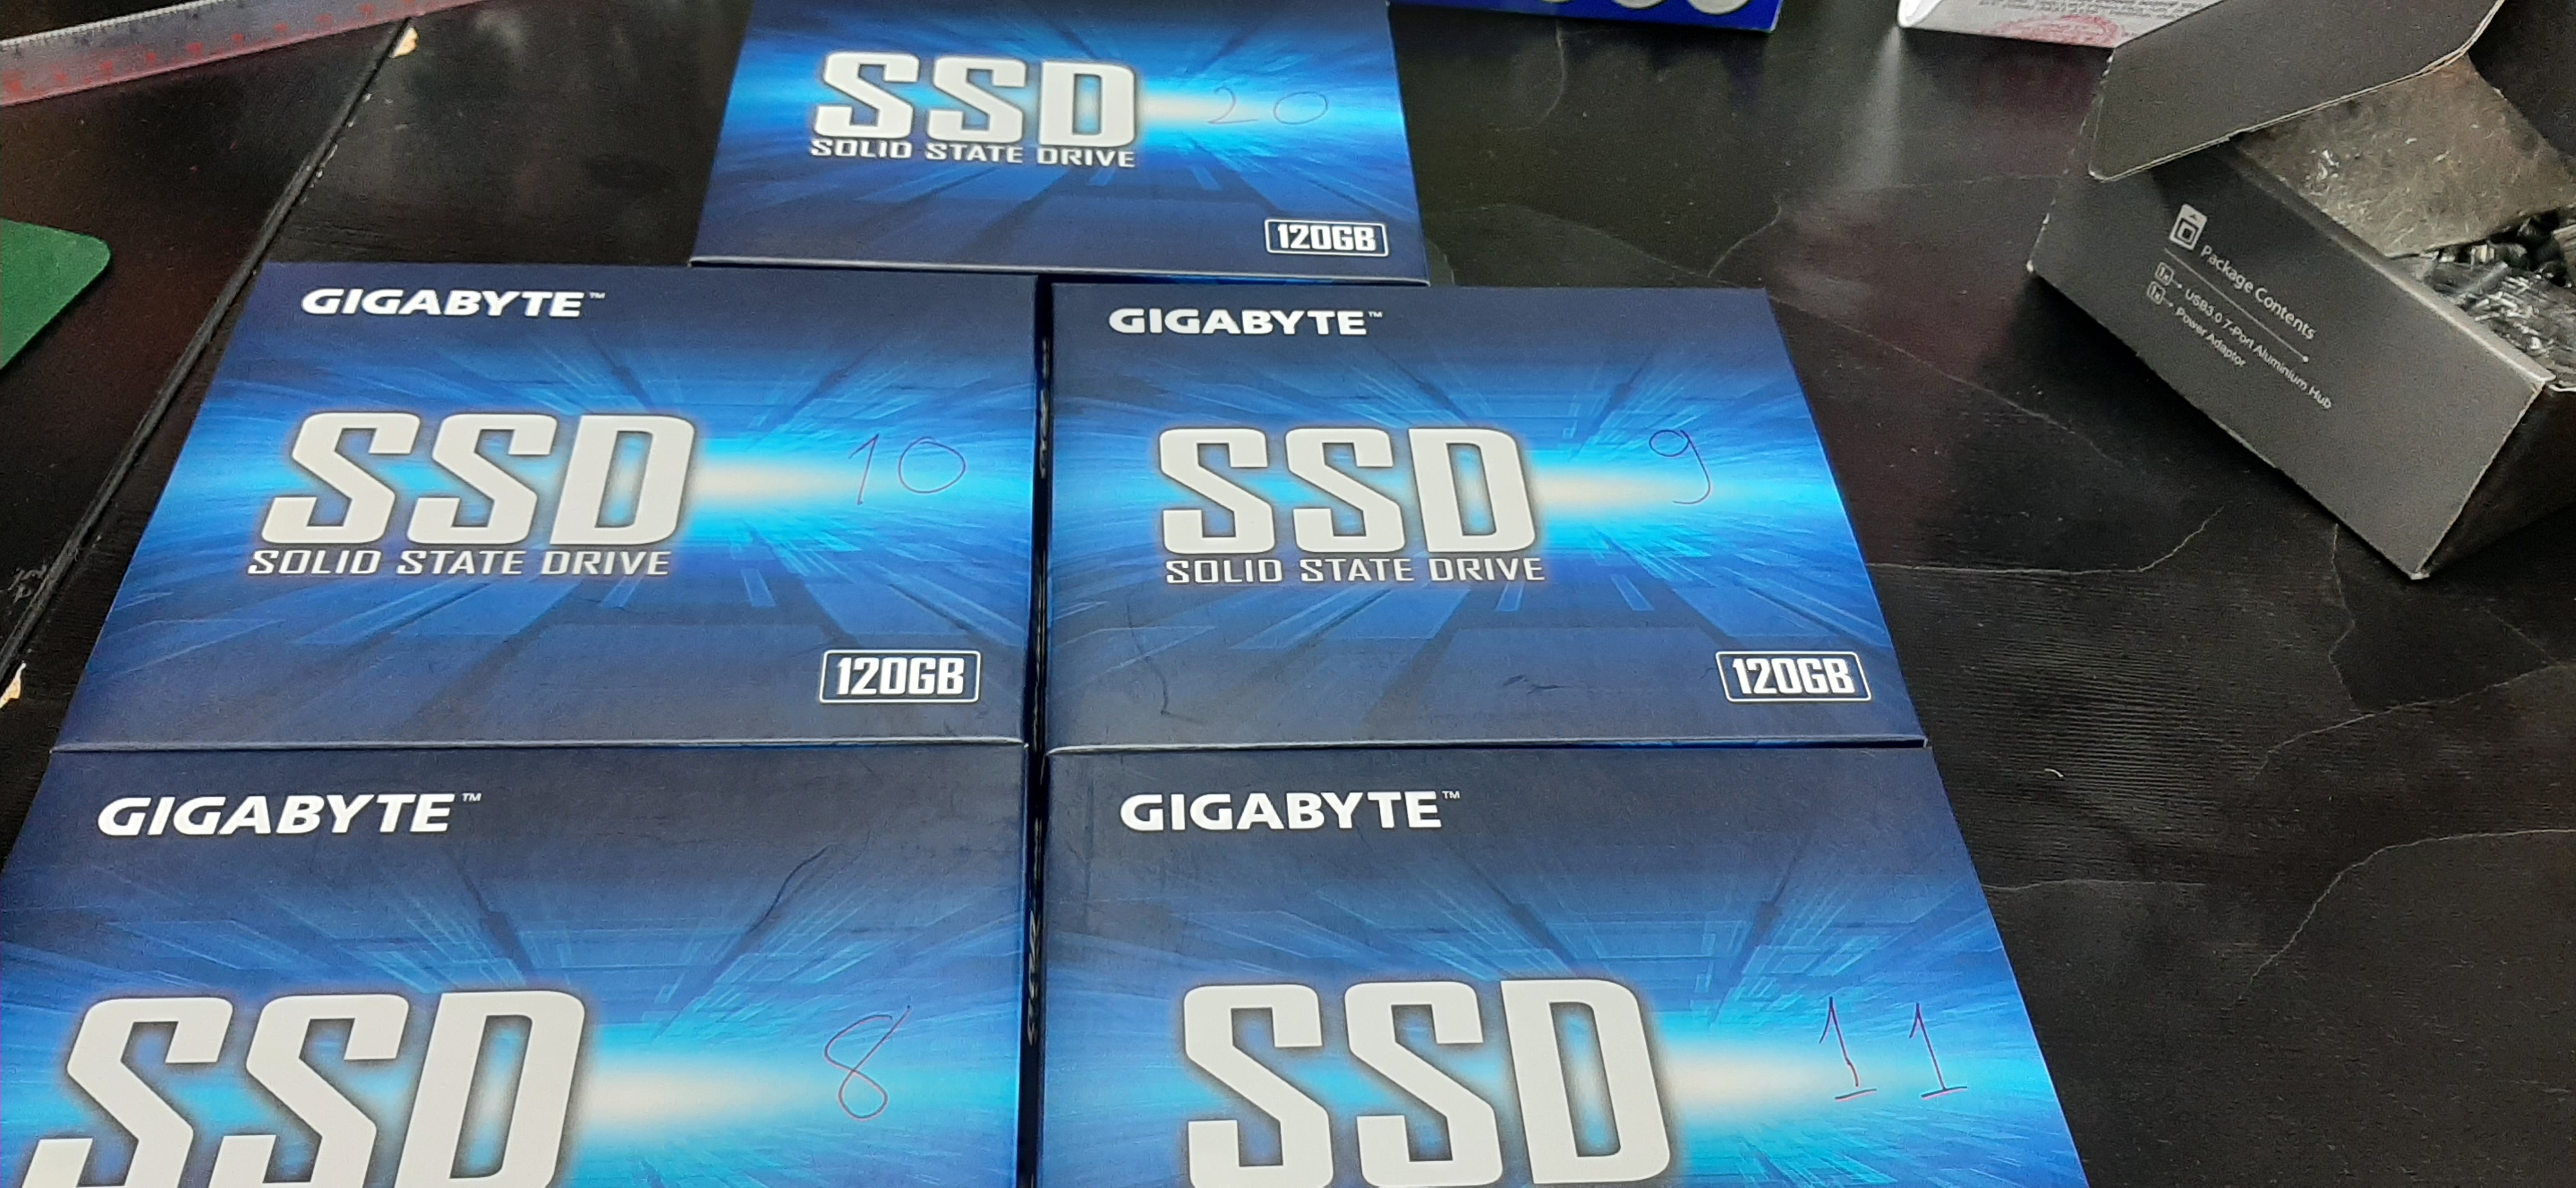 SSD
20
SOLID STATE DRIVE
120GB
GIGABYTE™
SSD
10
SOLID STATE DRIVE
120GB
GIGABYTE™
SSD
9
SOLID STATE DRIVE
120GB
GIGABYTE™
SSD
8
GIGABYTE™
SSD
11
Package Contents
1x USB3.0 7-Port Aluminium Hub
1x Power Adaptor